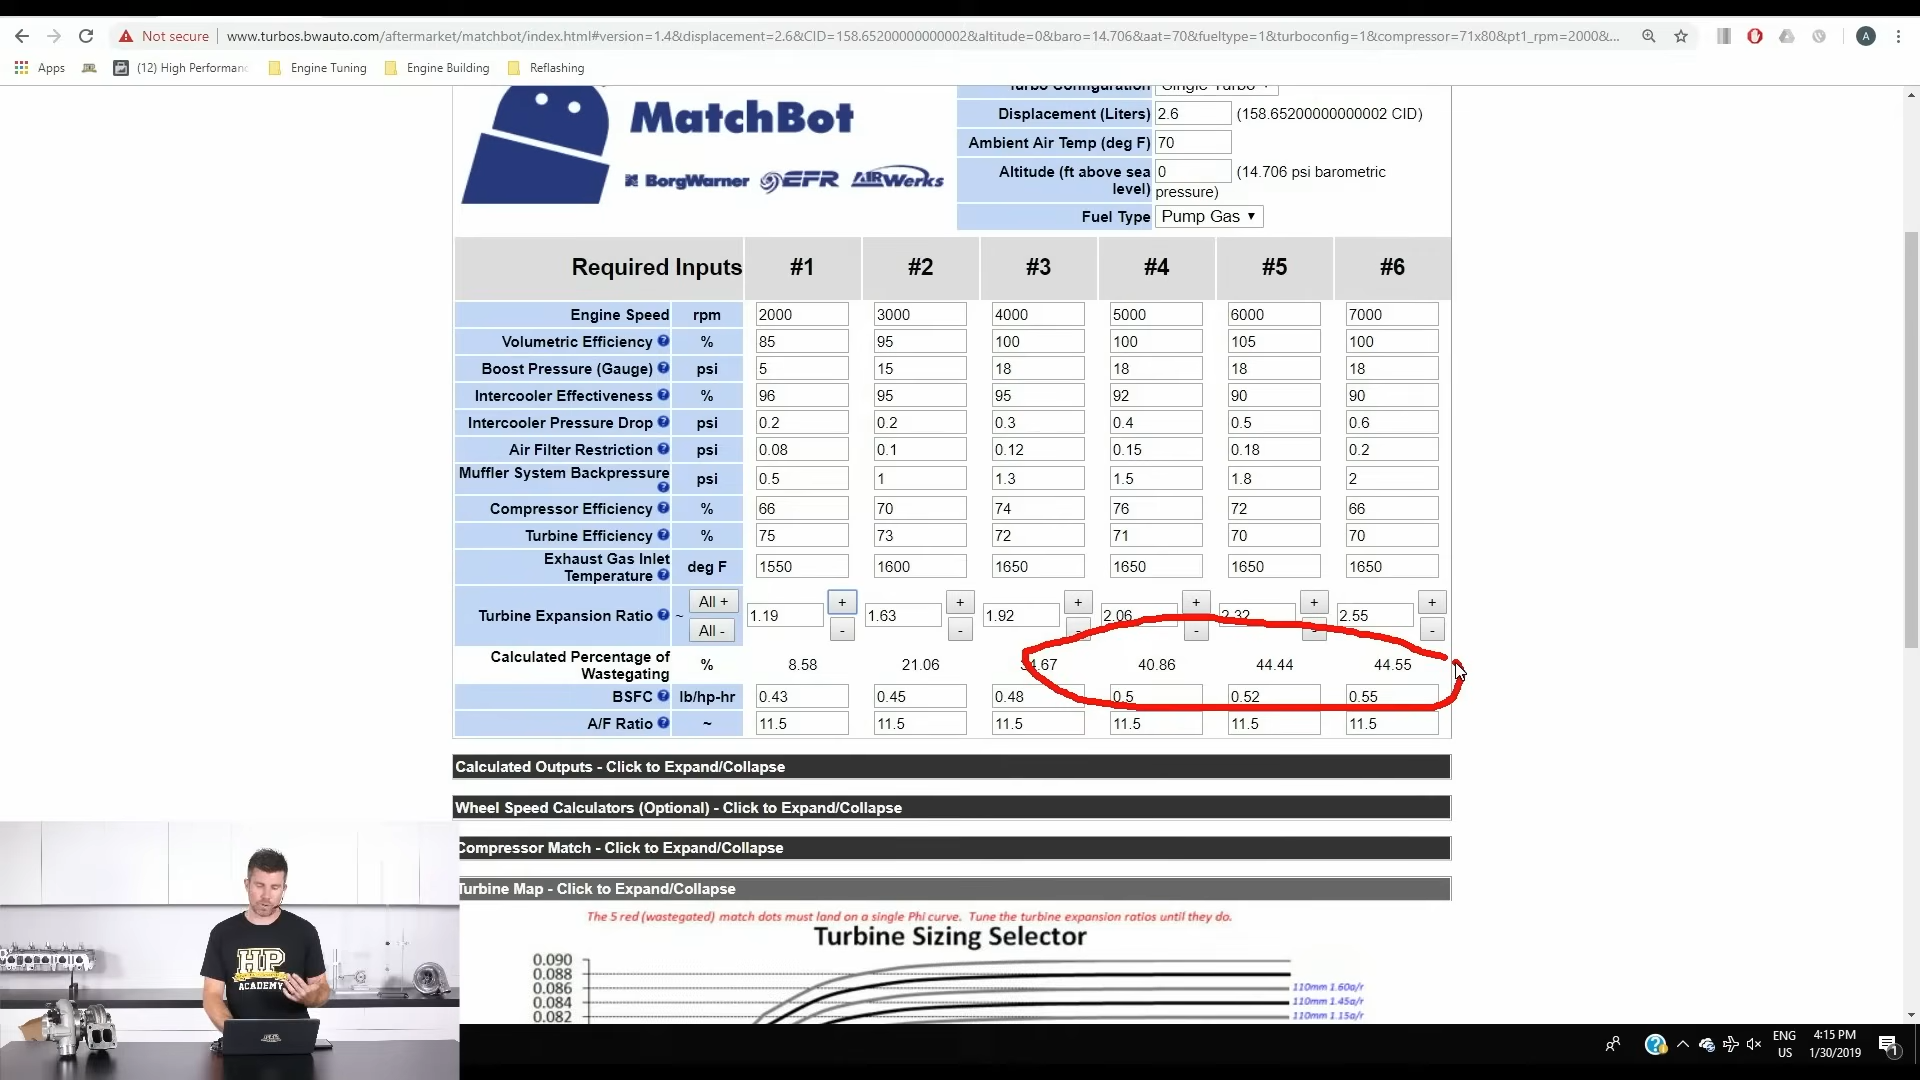 Not secure
www.turbos.bwauto.com/aftermarket/matchbot/index.html#version=1.4&displacement=2.6&CID=158.65200000000002&altitude=0&baro=14.706&aat=70&fueltype=1&turboconfig=1&compressor=71x80&pt1_rpm=2000&...
A
Apps (12) High Performan Engine Tuning Engine Building Reflashing
MatchBot
BorgWarner EFR AirWerks
Turbo Configuration Single Turbo
Displacement (Liters) 2.6 (158.65200000000002 CID)
Ambient Air Temp (deg F) 70
Altitude (ft above sea level) 0 (14.706 psi barometric pressure)
Fuel Type Pump Gas ▼
Required Inputs #1 #2 #3 #4 #5 #6
Engine Speed rpm 2000 3000 4000 5000 6000 7000
Volumetric Efficiency ? % 85 95 100 100 105 100
Boost Pressure (Gauge) ? psi 5 15 18 18 18 18
Intercooler Effectiveness ? % 96 95 95 92 90 90
Intercooler Pressure Drop ? psi 0.2 0.2 0.3 0.4 0.5 0.6
Air Filter Restriction ? psi 0.08 0.1 0.12 0.15 0.18 0.2
Muffler System Backpressure ? psi 0.5 1 1.3 1.5 1.8 2
Compressor Efficiency ? % 66 70 74 76 72 66
Turbine Efficiency ? % 75 73 72 71 70 70
Exhaust Gas Inlet Temperature ? deg F 1550 1600 1650 1650 1650 1650
Turbine Expansion Ratio ? ~ All + All - 1.19 + - 1.63 + - 1.92 + - 2.06 + - 2.32 + - 2.55 + -
Calculated Percentage of Wastegating % 8.58 21.06 34.67 40.86 44.44 44.55
BSFC ? lb/hp-hr 0.43 0.45 0.48 0.5 0.52 0.55
A/F Ratio ? ~ 11.5 11.5 11.5 11.5 11.5 11.5
Calculated Outputs - Click to Expand/Collapse
Wheel Speed Calculators (Optional) - Click to Expand/Collapse
Compressor Match - Click to Expand/Collapse
Turbine Map - Click to Expand/Collapse
The 5 red (wastegated) match dots must land on a single Phi curve. Tune the turbine expansion ratios until they do.
Turbine Sizing Selector
0.090
0.088
0.086 110mm 1.60a/r
0.084 110mm 1.45a/r
0.082 110mm 1.15a/r
HP
ACADEMY
ENG
US
4:15 PM
1/30/2019
1